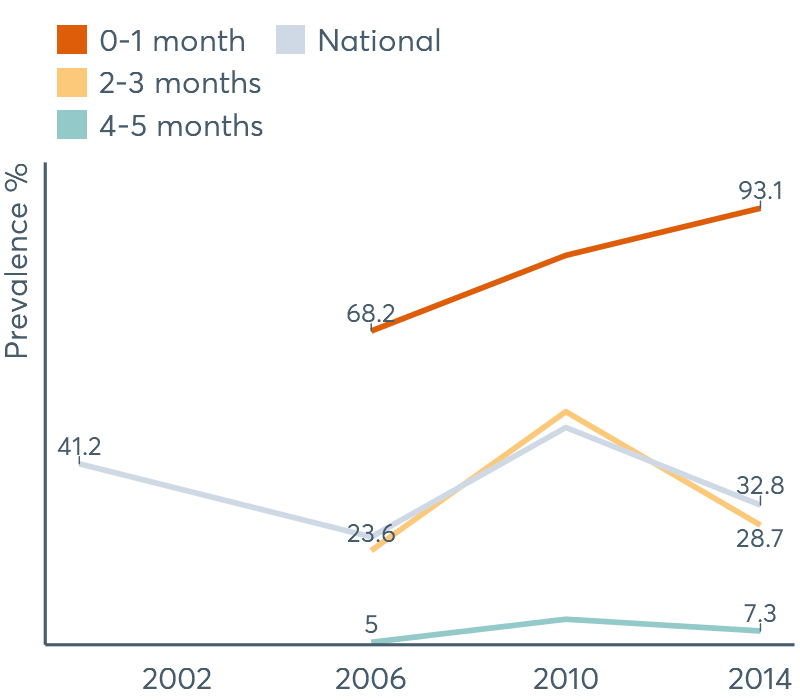 0-1 month National
2-3 months
4-5 months
Prevalence %
93.1
68.2
41.2
32.8
23.6
28.7
7.3
5
2002 2006 2010 2014